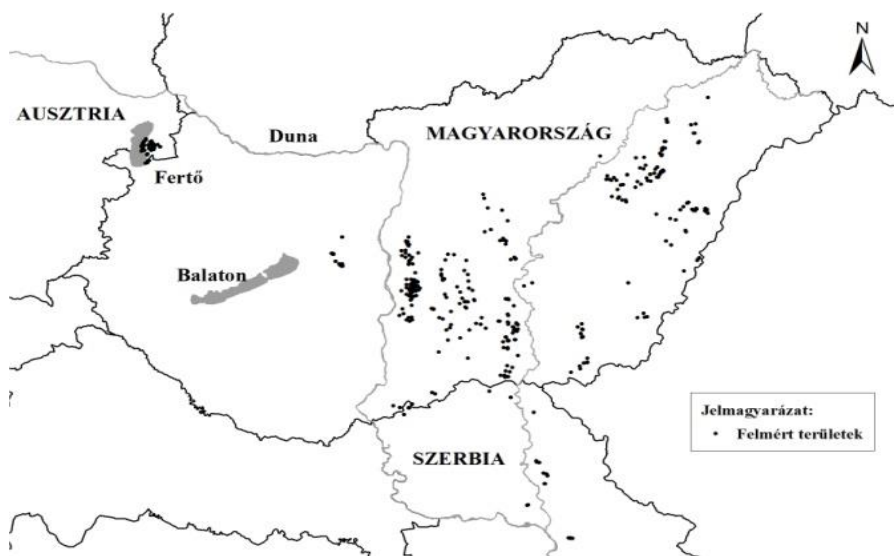 N
AUSZTRIA
Duna
MAGYARORSZÁG
Fertő
Balaton
Jelmagyarázat:
Felmért területek
SZERBIA